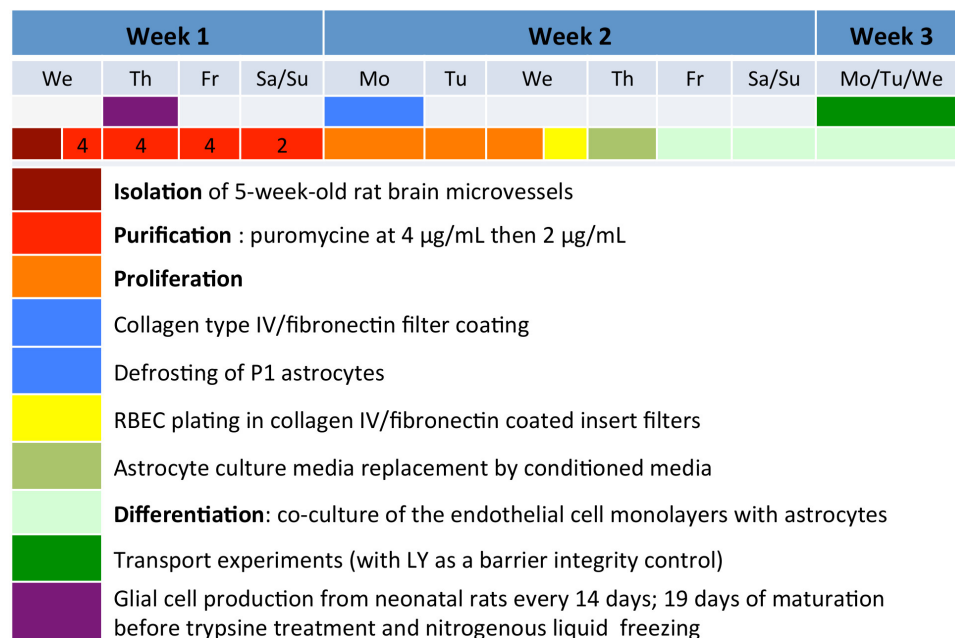 Week 1 Week 2 Week 3
We Th Fr Sa/Su Mo Tu We Th Fr Sa/Su Mo/Tu/We
4 4 4 2
Isolation of 5-week-old rat brain microvessels
Purification : puromycine at 4 µg/mL then 2 µg/mL
Proliferation
Collagen type IV/fibronectin filter coating
Defrosting of P1 astrocytes
RBEC plating in collagen IV/fibronectin coated insert filters
Astrocyte culture media replacement by conditioned media
Differentiation: co-culture of the endothelial cell monolayers with astrocytes
Transport experiments (with LY as a barrier integrity control)
Glial cell production from neonatal rats every 14 days; 19 days of maturation
before trypsine treatment and nitrogenous liquid freezing